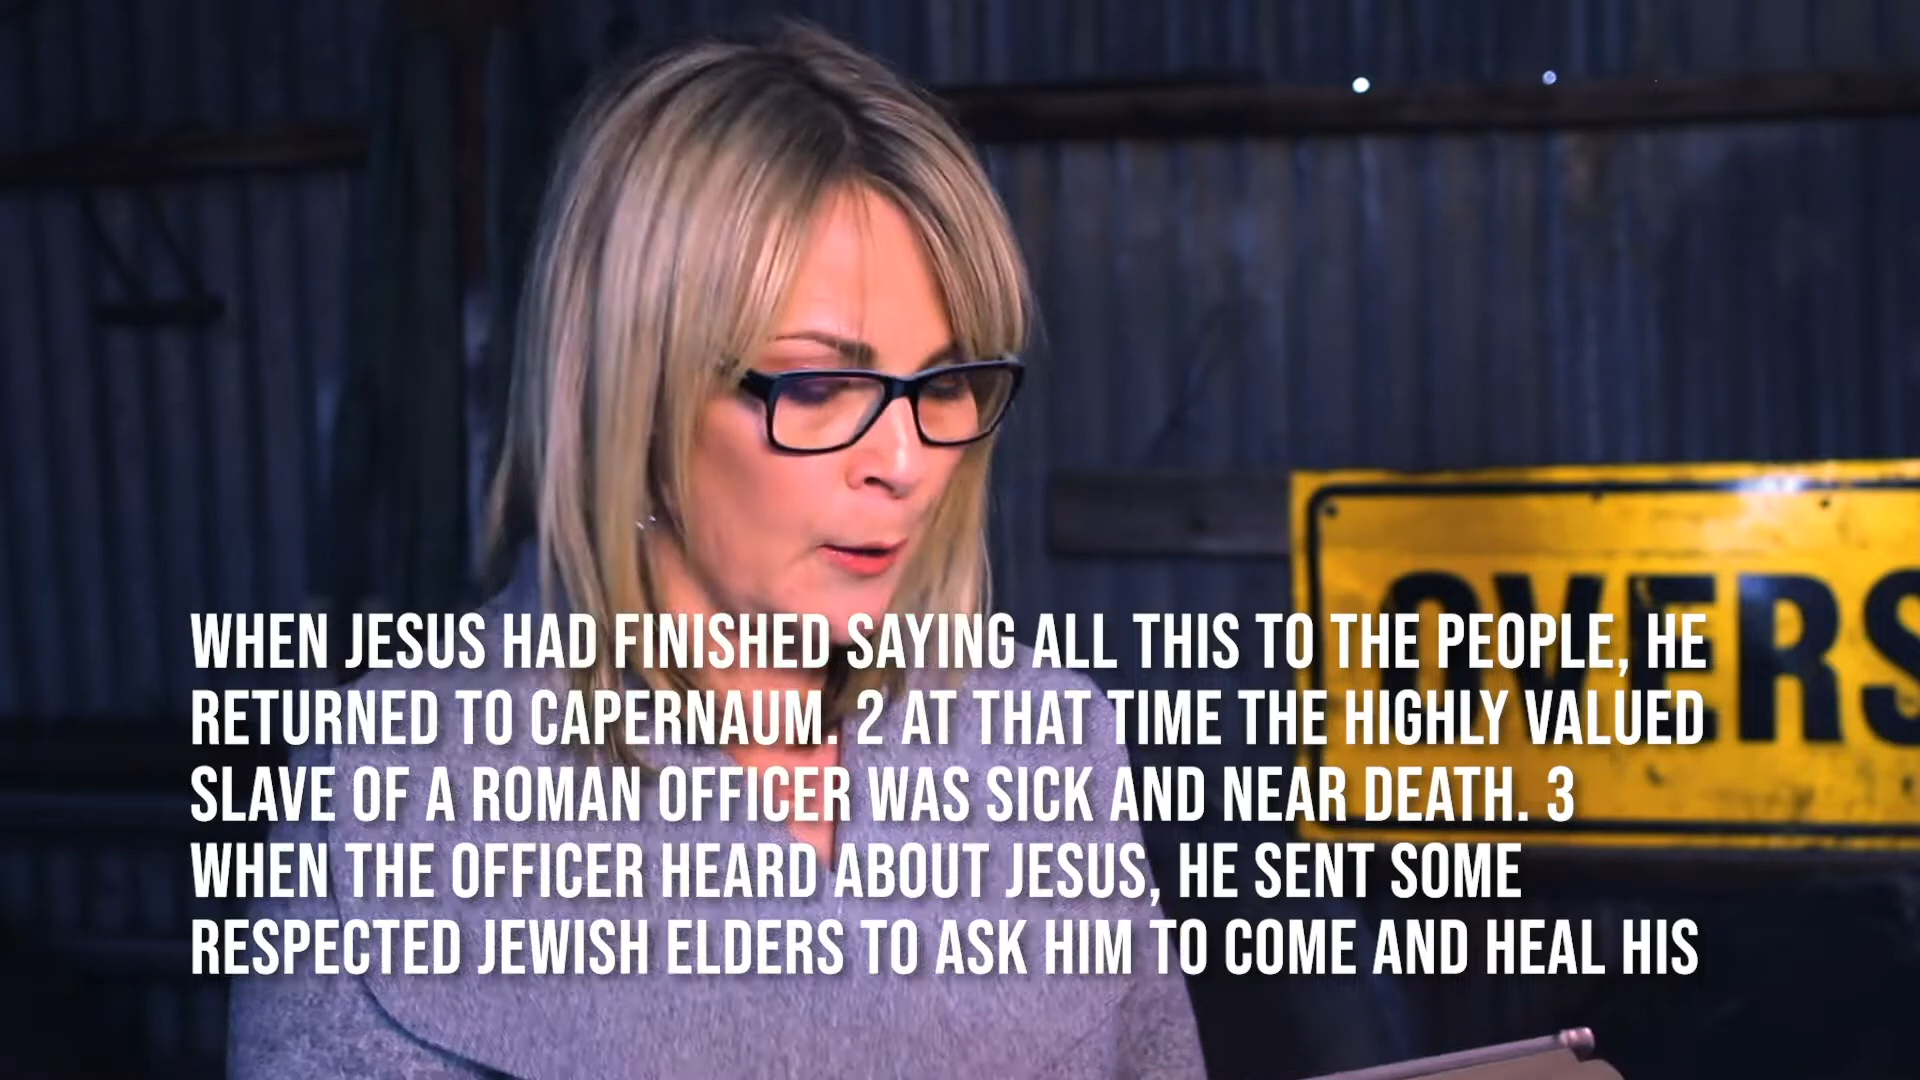 OVERS
WHEN JESUS HAD FINISHED SAYING ALL THIS TO THE PEOPLE, HE
RETURNED TO CAPERNAUM. 2 AT THAT TIME THE HIGHLY VALUED
SLAVE OF A ROMAN OFFICER WAS SICK AND NEAR DEATH. 3
WHEN THE OFFICER HEARD ABOUT JESUS, HE SENT SOME
RESPECTED JEWISH ELDERS TO ASK HIM TO COME AND HEAL HIS